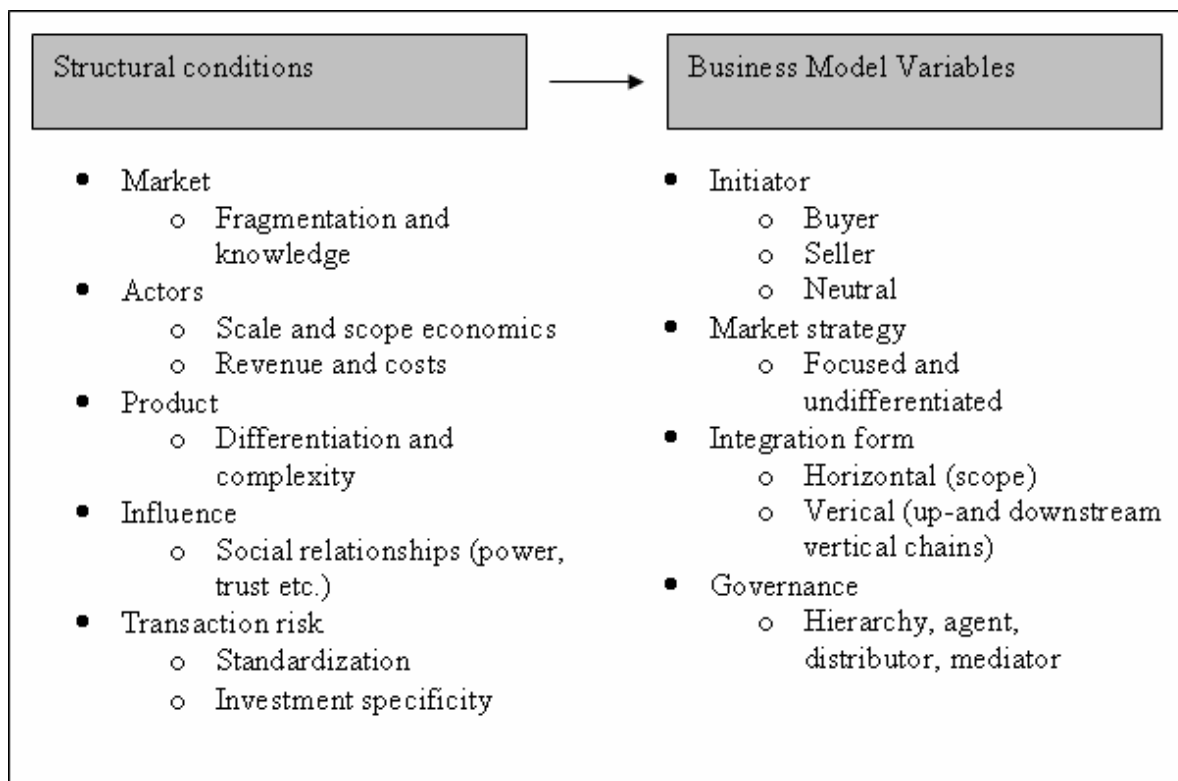 Structural conditions
Business Model Variables
• Market
o Fragmentation and
knowledge
• Actors
o Scale and scope economics
o Revenue and costs
• Product
o Differentiation and
complexity
• Influence
o Social relationships (power,
trust etc.)
• Transaction risk
o Standardization
o Investment specificity
• Initiator
o Buyer
o Seller
o Neutral
• Market strategy
o Focused and
undifferentiated
• Integration form
o Horizontal (scope)
o Verical (up-and downstream
vertical chains)
• Governance
o Hierarchy, agent,
distributor, mediator